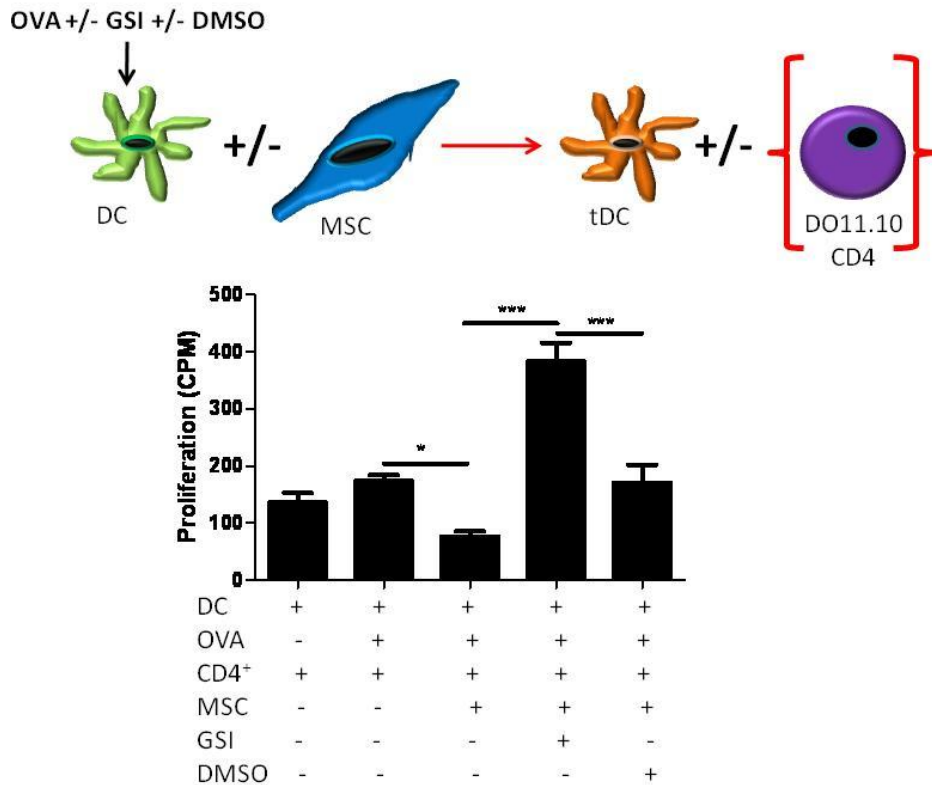 OVA +/- GSI +/- DMSO
+/-
+/-
DC
MSC
tDC
DO11.10
CD4
Proliferation (CPM)
500
400
300
200
100
0
***
***
*
DC + + + + +
OVA - + + + +
CD4+ + + + + +
MSC - - + + +
GSI - - - + -
DMSO - - - - +